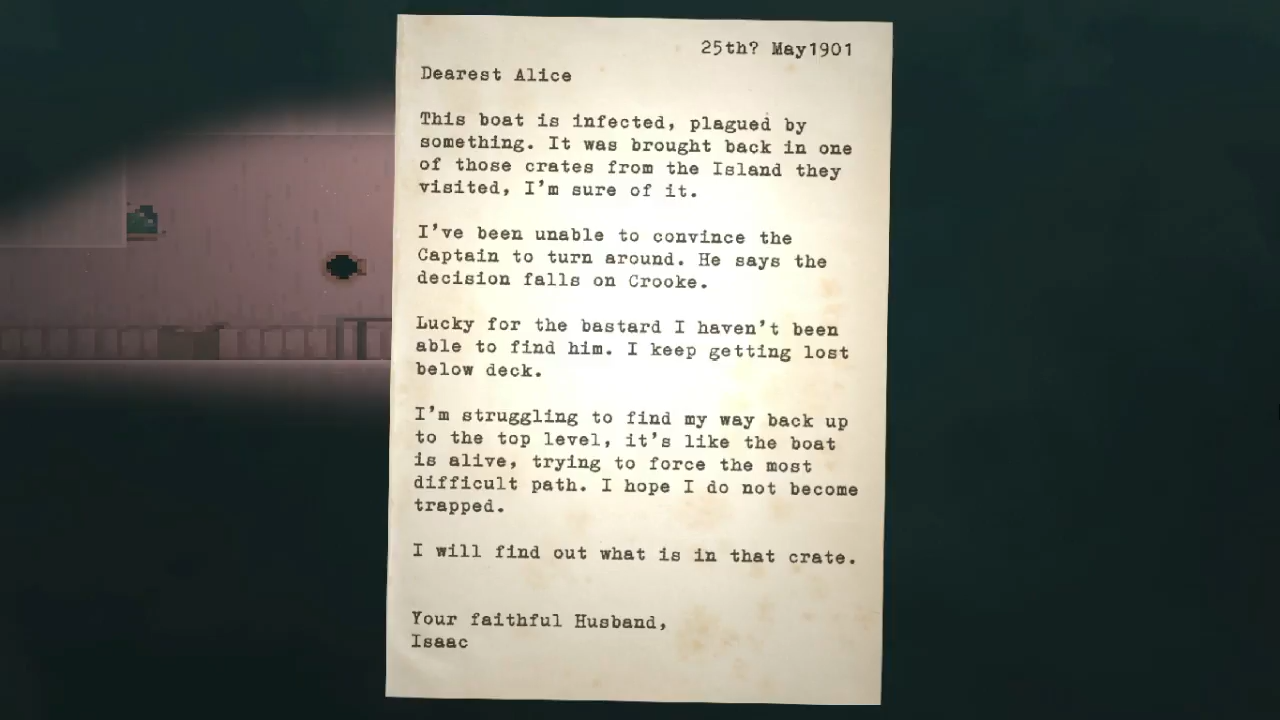 25th? May1901
Dearest Alice
This boat is infected, plagued by
something. It was brought back in one
of those crates from the Island they
visited, I'm sure of it.
I've been unable to convince the
Captain to turn around. He says the
decision falls on Crooke.
Lucky for the bastard I haven't been
able to find him. I keep getting lost
below deck.
I'm struggling to find my way back up
to the top level, it's like the boat
is alive, trying to force the most
difficult path. I hope I do not become
trapped.
I will find out what is in that crate.
Your faithful Husband,
Isaac